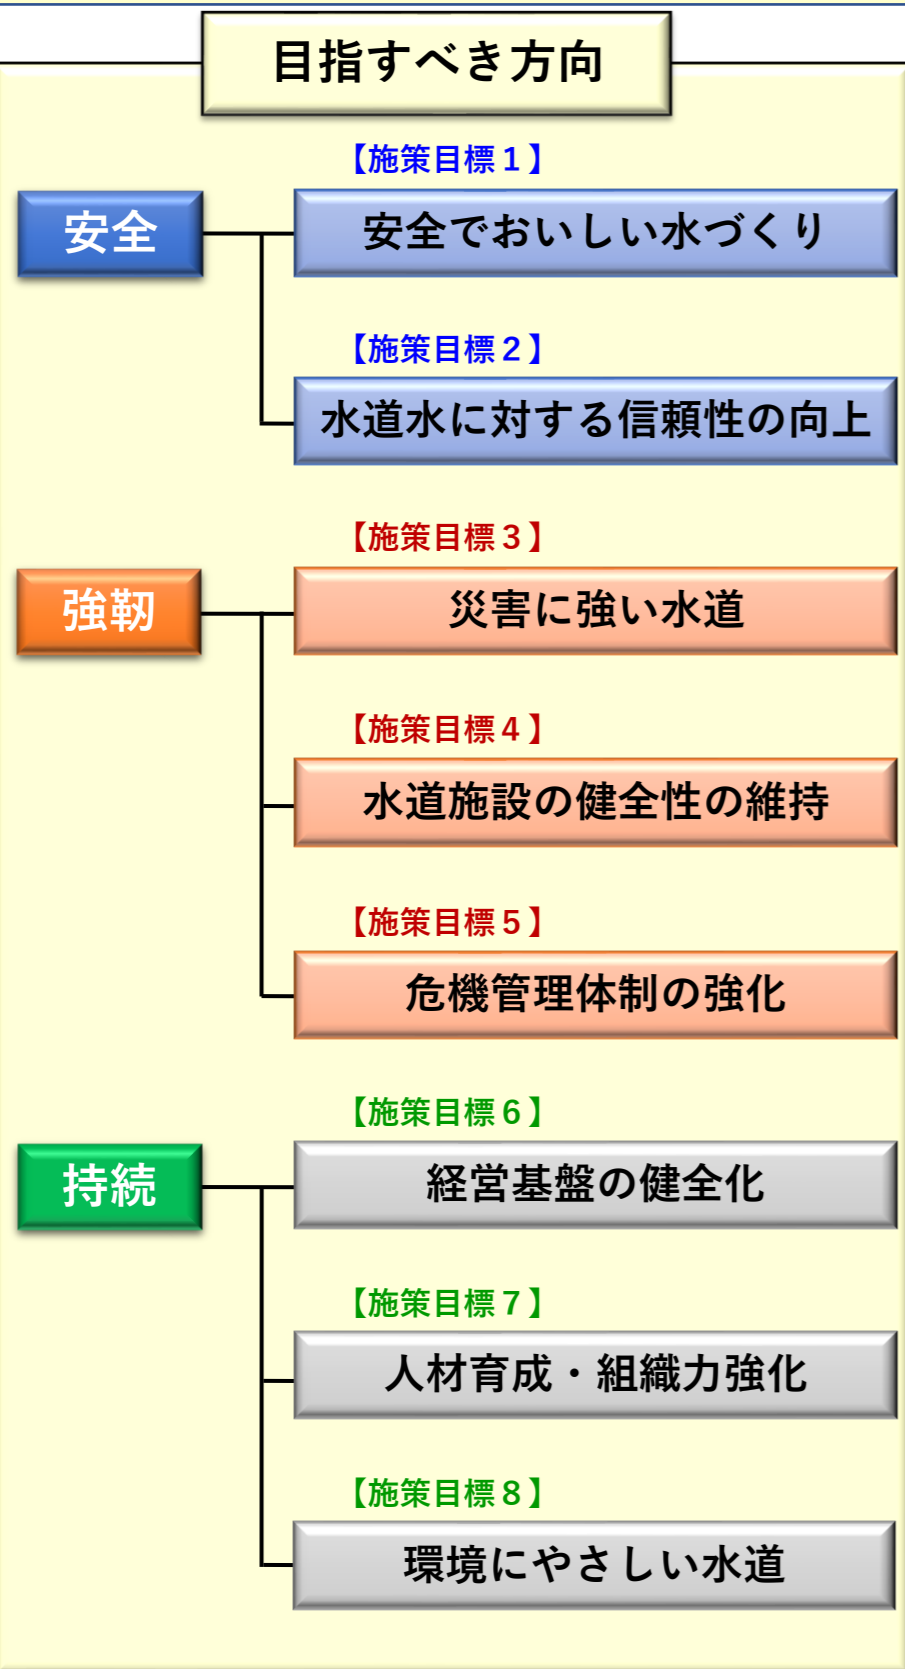 目指すべき方向
【施策目標１】
安全
安全でおいしい水づくり
【施策目標２】
水道水に対する信頼性の向上
【施策目標３】
強靭
災害に強い水道
【施策目標４】
水道施設の健全性の維持
【施策目標５】
危機管理体制の強化
【施策目標６】
持続
経営基盤の健全化
【施策目標７】
人材育成・組織力強化
【施策目標８】
環境にやさしい水道